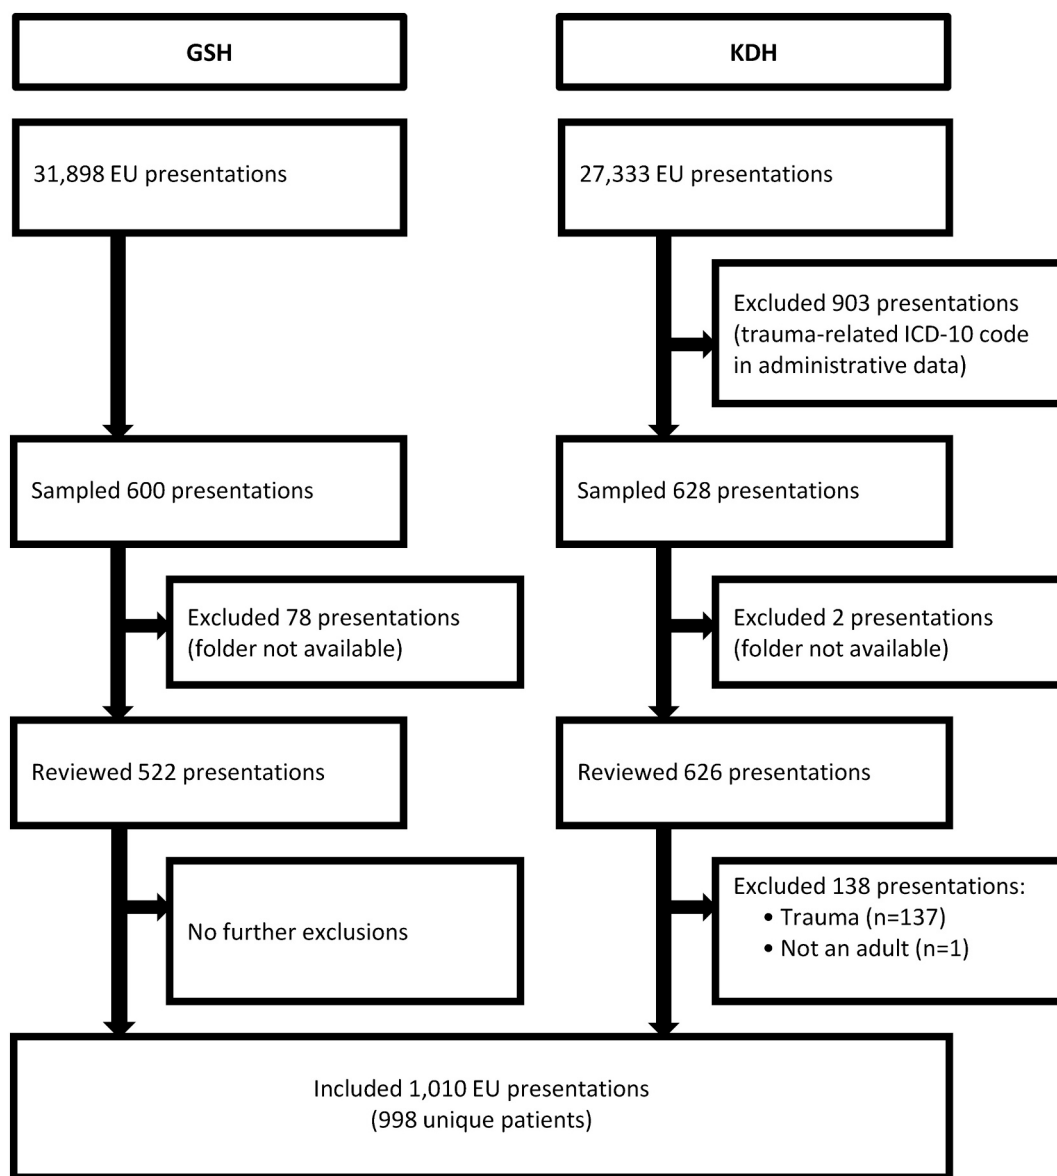 GSH
KDH
31,898 EU presentations
27,333 EU presentations
Excluded 903 presentations
(trauma-related ICD-10 code
in administrative data)
Sampled 600 presentations
Sampled 628 presentations
Excluded 78 presentations
(folder not available)
Excluded 2 presentations
(folder not available)
Reviewed 522 presentations
Reviewed 626 presentations
No further exclusions
Excluded 138 presentations:
• Trauma (n=137)
• Not an adult (n=1)
Included 1,010 EU presentations
(998 unique patients)